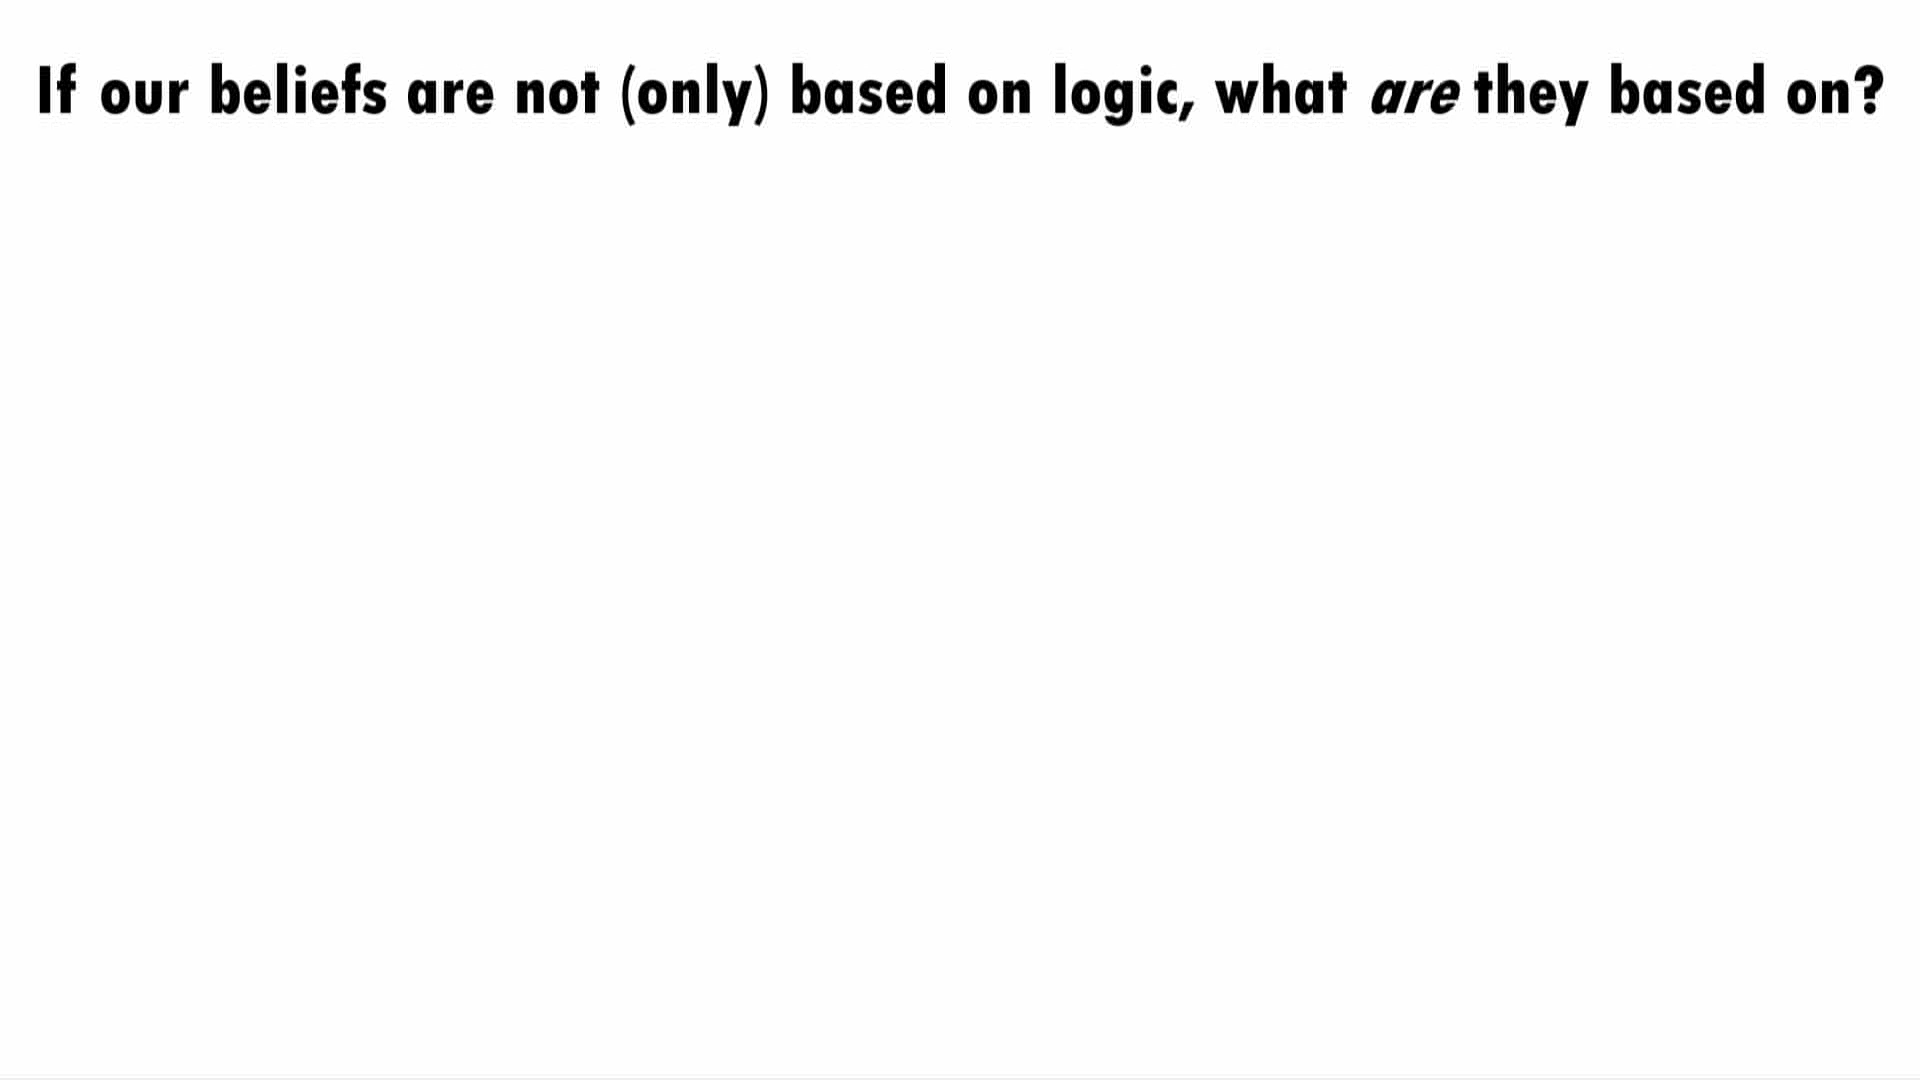 If our beliefs are not (only) based on logic, what are they based on?